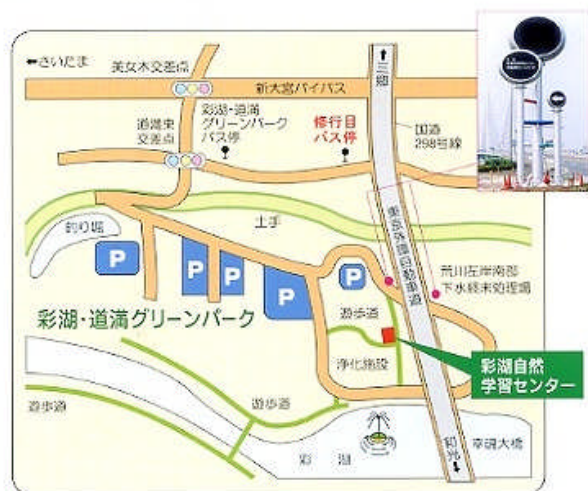 ←さいたま
美女木交差点
新大宮バイパス
↑三郷
道満東
交差点
彩湖・道満
グリーンパーク
バス停
修行目
バス停
国道
298号線
土手
釣り堀
東京外環自動車道
荒川左岸南部
下水終末処理場
P
P
P
P
P
彩湖・道満グリーンパーク
遊歩道
浄化施設
彩湖自然
学習センター
遊歩道
遊歩道
彩 湖
和光↓
幸魂大橋